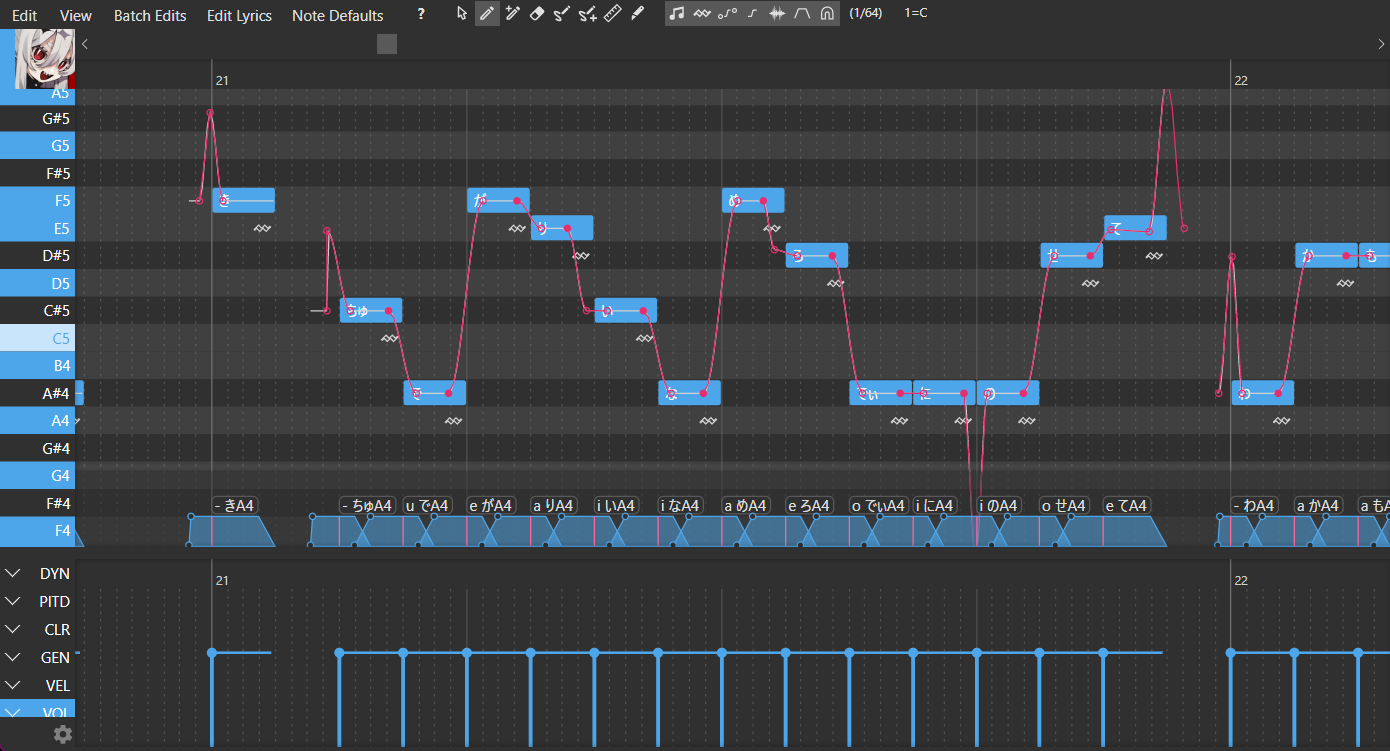 Edit View Batch Edits Edit Lyrics Note Defaults ? (1/64) 1=C
21 22
A5
G#5
G5
F#5
F5 き が め
E5 り て
D#5 ろ せ か も
D5
C#5 ちゅ い
C5
B4
A#4 で な でぃ に の わ
A4
G#4
G4
F#4 - きA4 - ちゅA4 u でA4 e がA4 a りA4 i いA4 i なA4 a めA4 e ろA4 o でぃA4 i にA4 i のA4 o せA4 e てA4 - わA4 a かA4 a もA4
F4
DYN 21 22
PITD
CLR
GEN
VEL
VOL